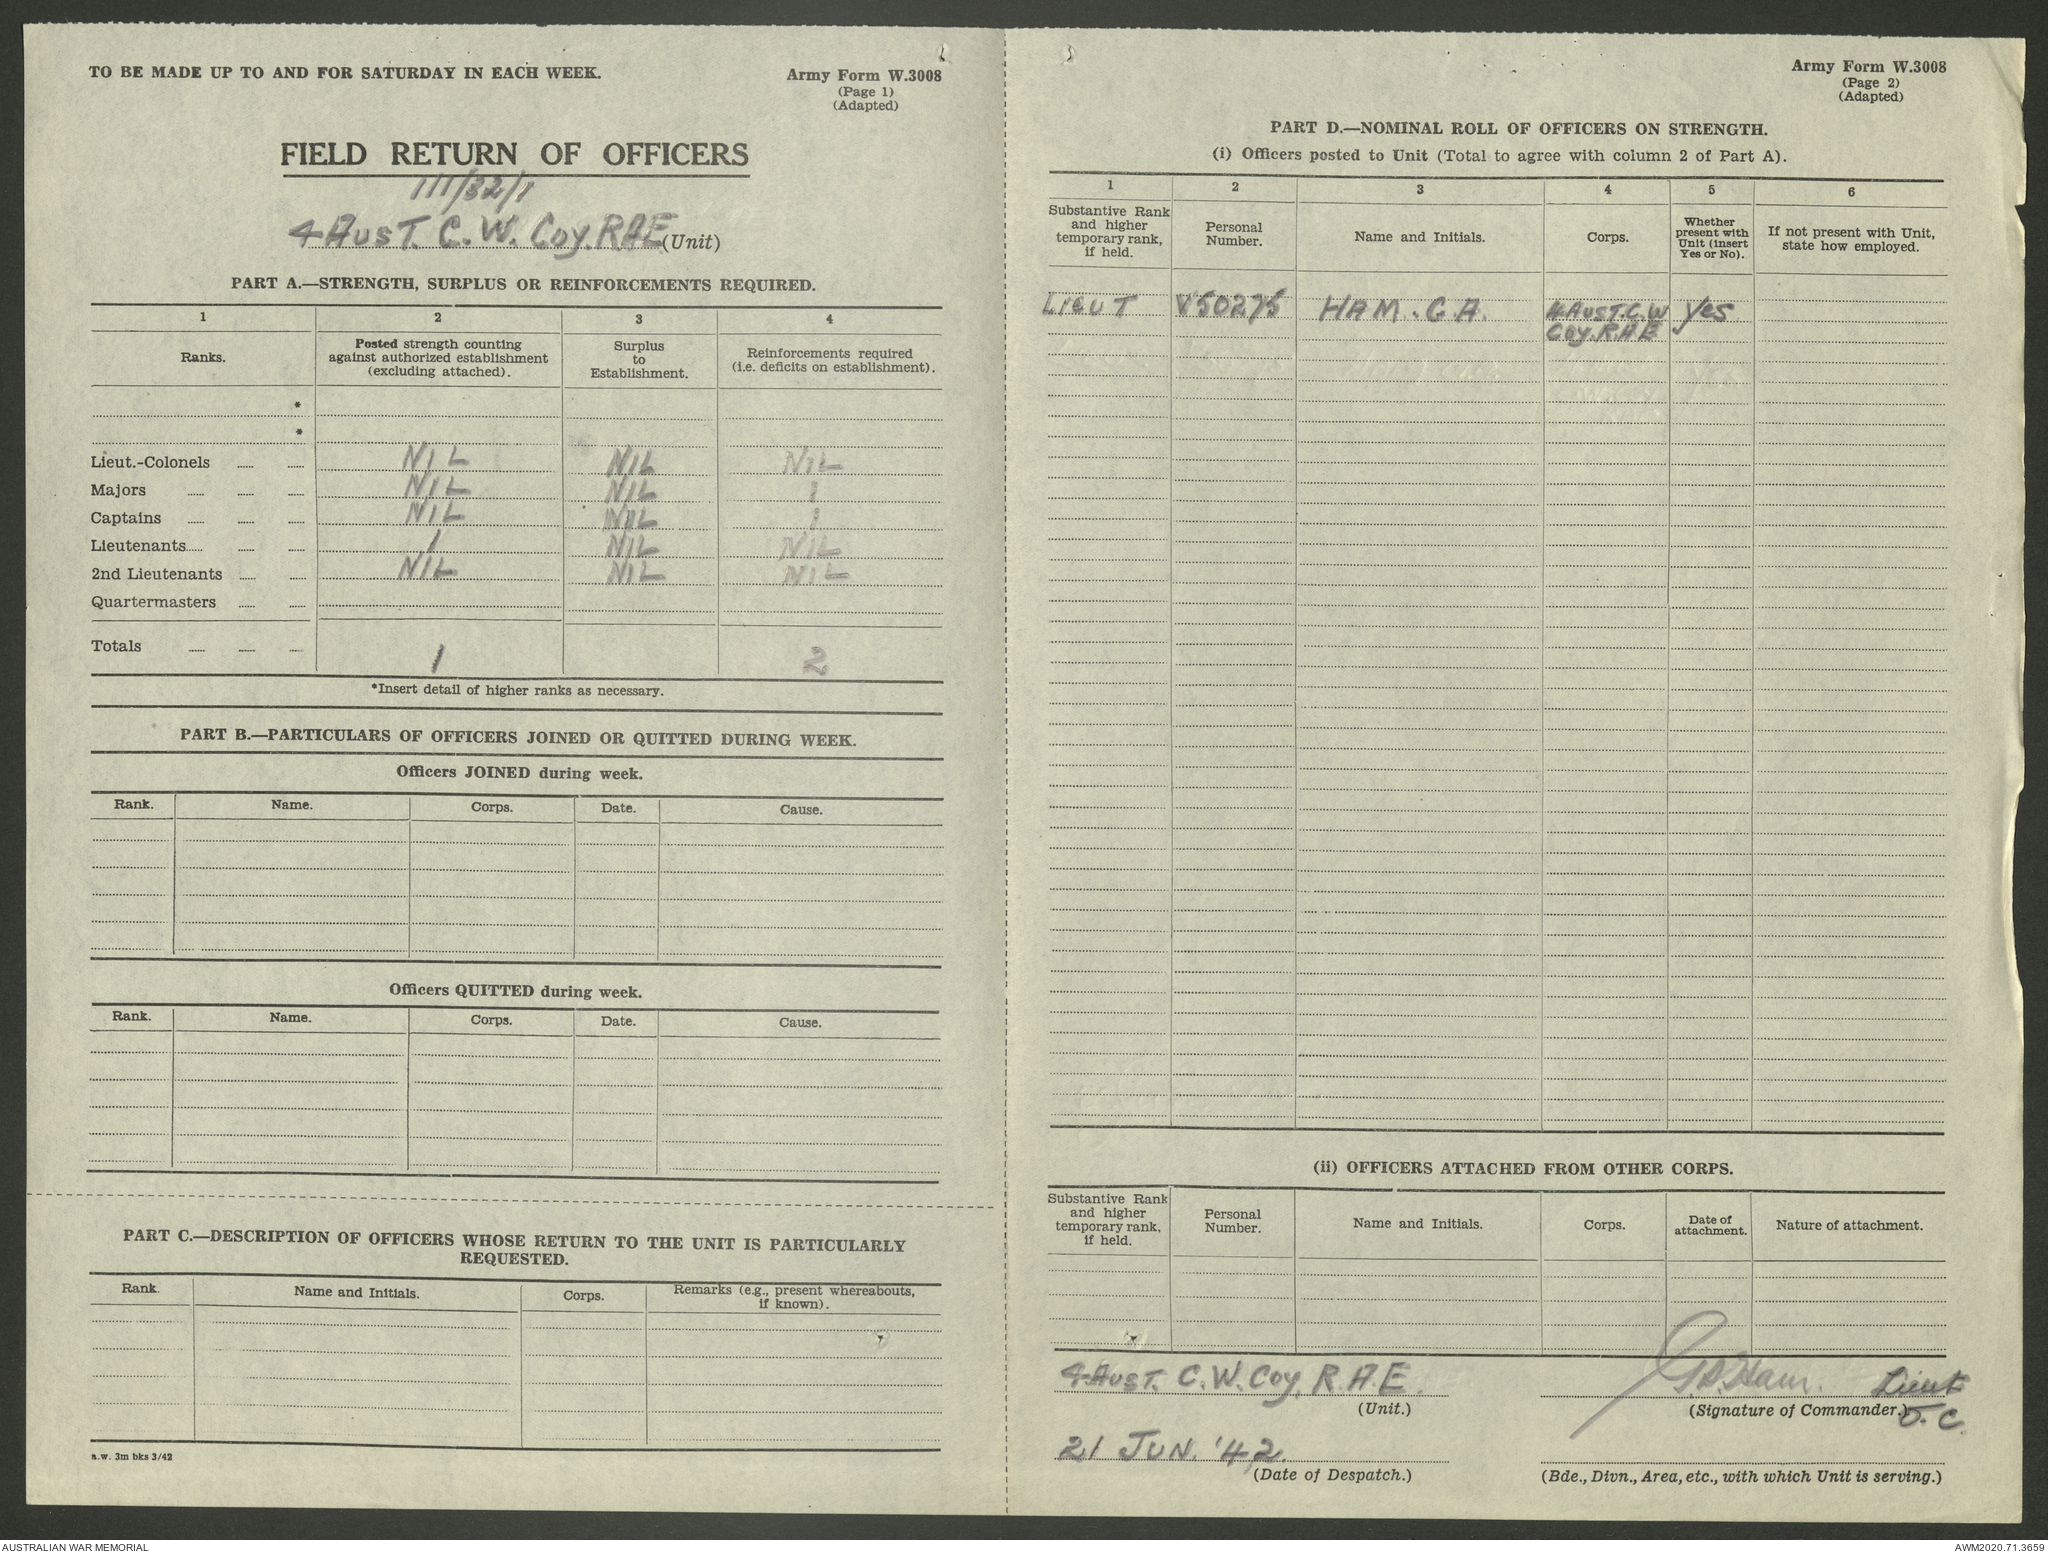 TO BE MADE UP TO AND FOR SATURDAY IN EACH WEEK.
Army Form W.3008
(Page 1)
(Adapted)
FIELD RETURN OF OFFICERS
111/32/1
4 AUST. C. W. Coy. RAE (Unit)
PART A.—STRENGTH, SURPLUS OR REINFORCEMENTS REQUIRED.
1 2 3 4
Ranks. Posted strength counting against authorized establishment (excluding attached). Surplus to Establishment. Reinforcements required (i.e. deficits on establishment).
*
*
Lieut.-Colonels ...... ...... NIL NIL NIL
Majors ...... ...... ...... NIL NIL 1
Captains ...... ...... ...... NIL NIL 1
Lieutenants ...... ...... ...... 1 NIL NIL
2nd Lieutenants ...... ...... NIL NIL NIL
Quartermasters ...... ......
Totals ...... ...... ...... 1 2
*Insert detail of higher ranks as necessary.
PART B.—PARTICULARS OF OFFICERS JOINED OR QUITTED DURING WEEK.
Officers JOINED during week.
Rank. Name. Corps. Date. Cause.
Officers QUITTED during week.
Rank. Name. Corps. Date. Cause.
PART C.—DESCRIPTION OF OFFICERS WHOSE RETURN TO THE UNIT IS PARTICULARLY
REQUESTED.
Rank. Name and Initials. Corps. Remarks (e.g., present whereabouts, if known).
a.w. 3m bks 3/42
Army Form W.3008
(Page 2)
(Adapted)
PART D.—NOMINAL ROLL OF OFFICERS ON STRENGTH.
(i) Officers posted to Unit (Total to agree with column 2 of Part A).
1 2 3 4 5 6
Substantive Rank and higher temporary rank, if held. Personal Number. Name and Initials. Corps. Whether present with Unit (insert Yes or No). If not present with Unit, state how employed.
LIEUT V50275 HAM. G.A. 4 AUST. C.W Yes
Coy. R.A.E
(ii) OFFICERS ATTACHED FROM OTHER CORPS.
Substantive Rank and higher temporary rank, if held. Personal Number. Name and Initials. Corps. Date of attachment. Nature of attachment.
4 AUST. C. W. Coy. R.A.E.
(Unit.)
G.A. Ham. Lieut
(Signature of Commander.) O. C.
21 JUN. '42.
(Date of Despatch.)
(Bde., Divn., Area, etc., with which Unit is serving.)
AUSTRALIAN WAR MEMORIAL
AWM2020.71.3659